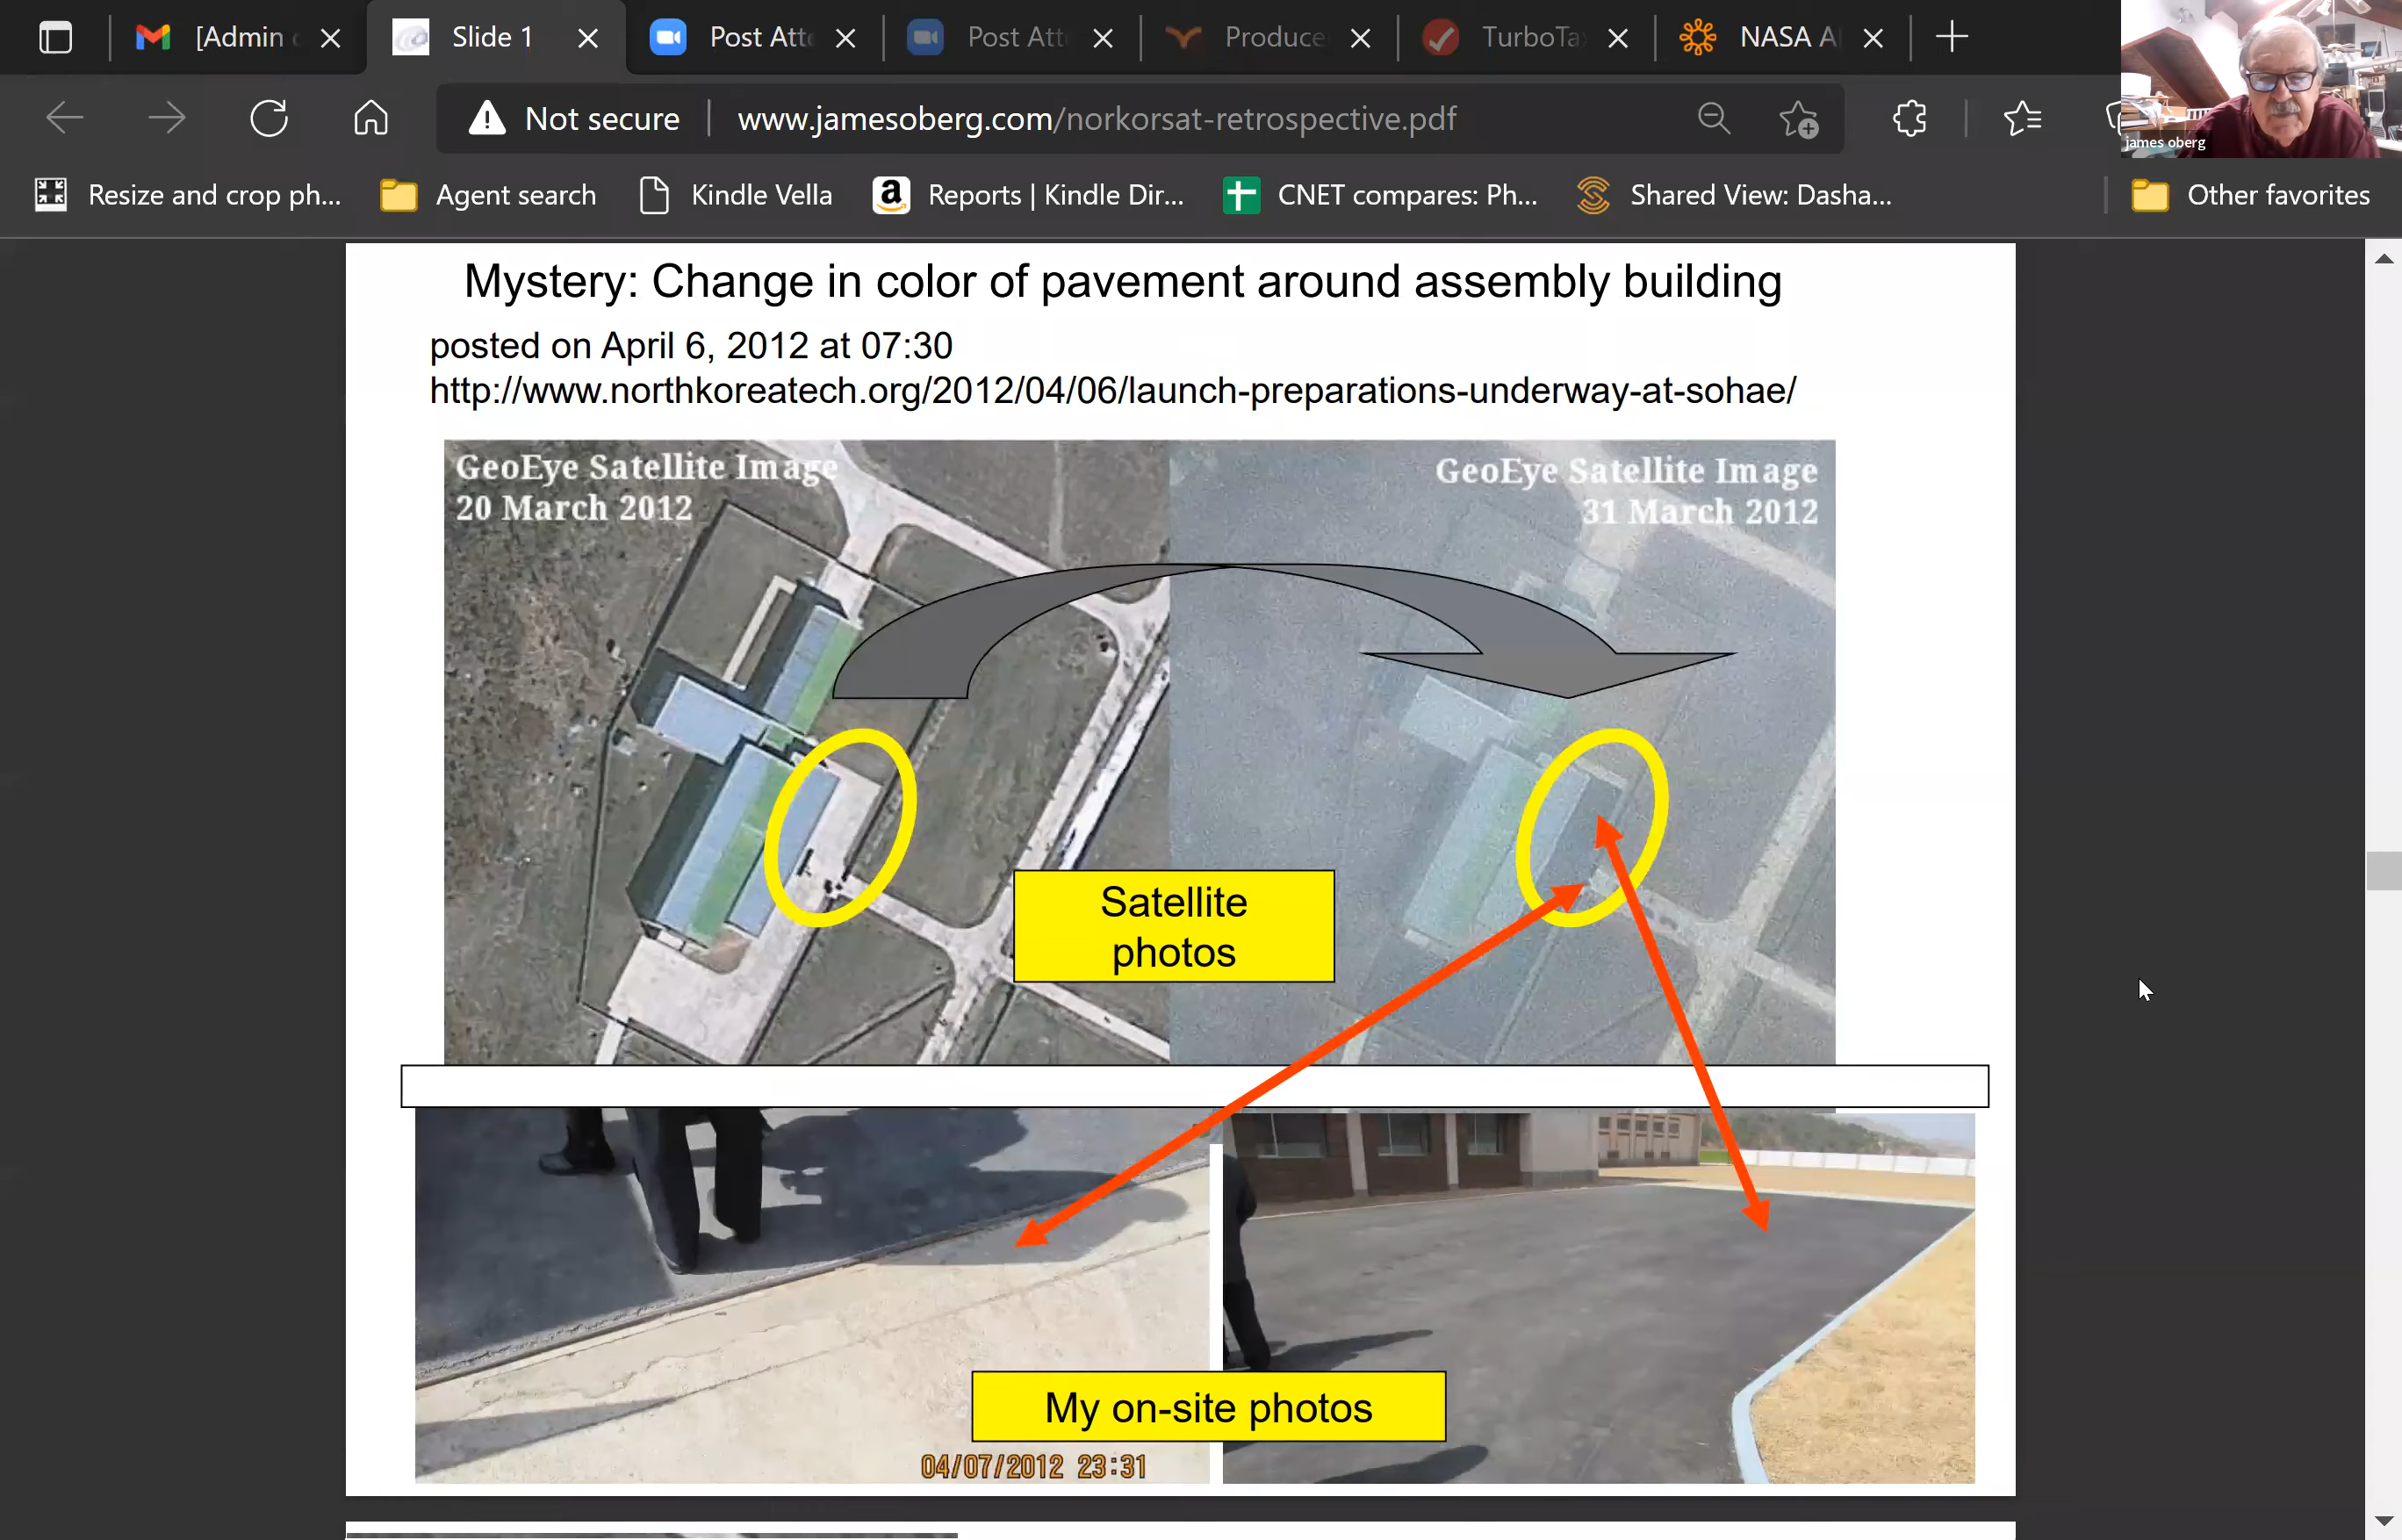 [Admin
Slide 1
Post Atte
Post Att
Produce
TurboTa
NASA A
james oberg
Not secure
www.jamesoberg.com/norkorsat-retrospective.pdf
Resize and crop ph...
Agent search
Kindle Vella
Reports | Kindle Dir...
CNET compares: Ph...
Shared View: Dasha...
Other favorites
Mystery: Change in color of pavement around assembly building
posted on April 6, 2012 at 07:30
http://www.northkoreatech.org/2012/04/06/launch-preparations-underway-at-sohae/
GeoEye Satellite Image
20 March 2012
GeoEye Satellite Image
31 March 2012
Satellite
photos
My on-site photos
04/07/2012 23:31